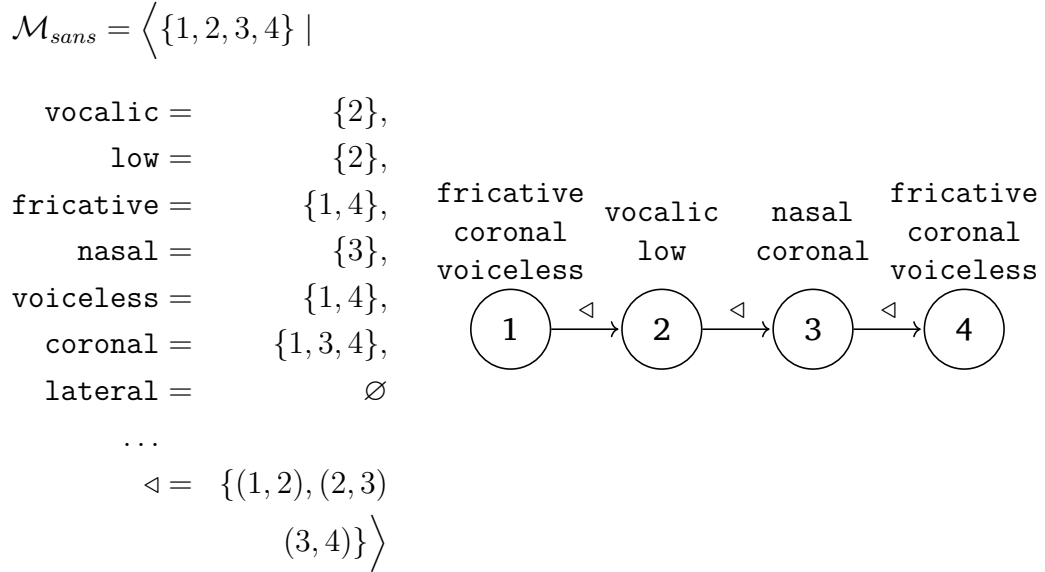 M_sans = ⟨{1, 2, 3, 4} |
vocalic = {2},
low = {2},
fricative = {1, 4},
nasal = {3},
voiceless = {1, 4},
coronal = {1, 3, 4},
lateral = ∅
...
◁ = {(1, 2), (2, 3)
(3, 4)}⟩
fricative
coronal
voiceless
1
◁
vocalic
low
2
◁
nasal
coronal
3
◁
fricative
coronal
voiceless
4